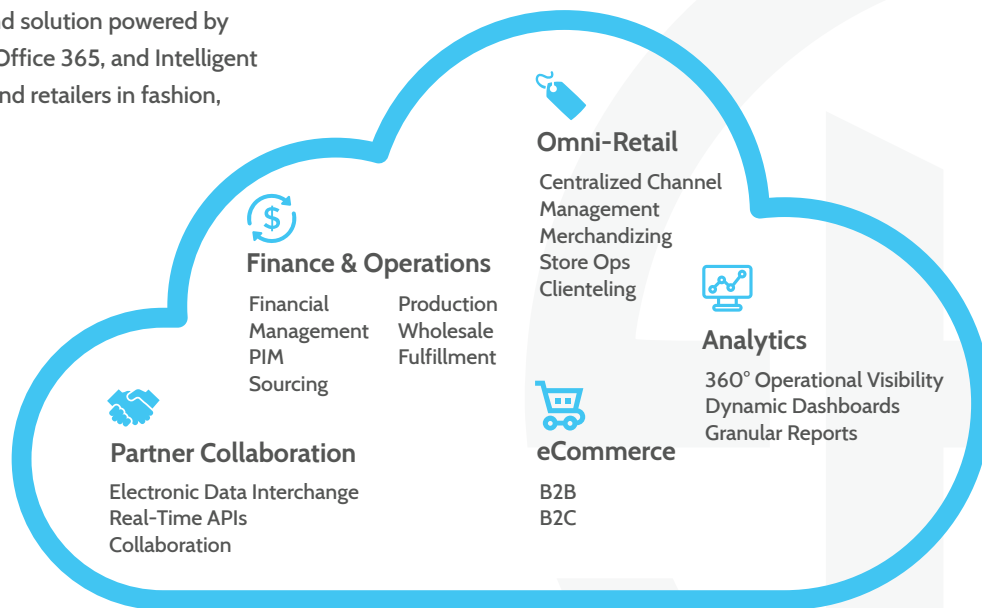 nd solution powered by
Office 365, and Intelligent
nd retailers in fashion,
Omni-Retail
Centralized Channel
Management
Merchandizing
Store Ops
Clienteling
$
Finance & Operations
Financial
Management
PIM
Sourcing
Production
Wholesale
Fulfillment
Analytics
360° Operational Visibility
Dynamic Dashboards
Granular Reports
Partner Collaboration
Electronic Data Interchange
Real-Time APIs
Collaboration
eCommerce
B2B
B2C